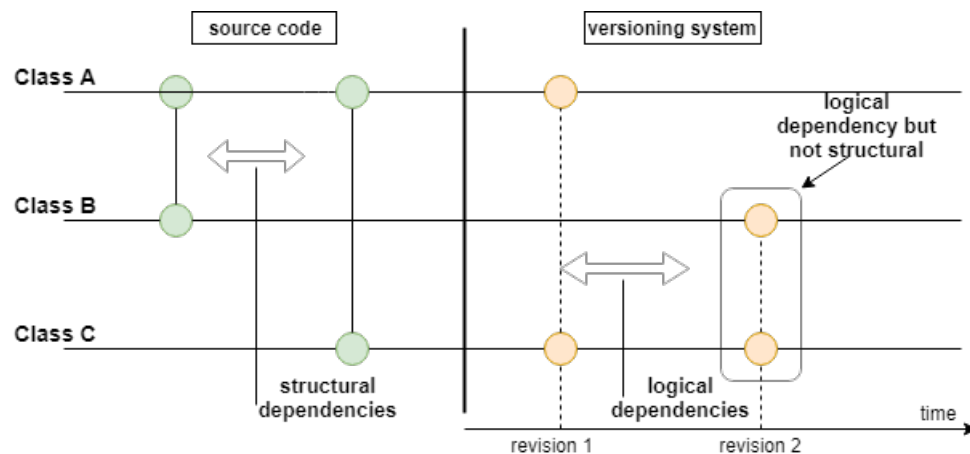 source code
versioning system
Class A
logical
dependency but
not structural
Class B
Class C
structural
dependencies
logical
dependencies
time
revision 1
revision 2